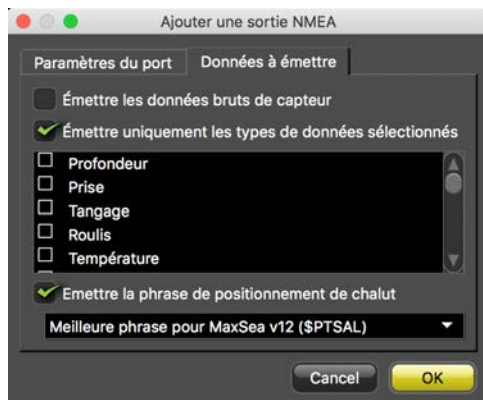 Ajouter une sortie NMEA
Paramètres du port Données à émettre
Émettre les données bruts de capteur
Émettre uniquement les types de données sélectionnés
Profondeur
Prise
Tangage
Roulis
Température
Emettre la phrase de positionnement de chalut
Meilleure phrase pour MaxSea v12 ($PTSAL)
Cancel OK